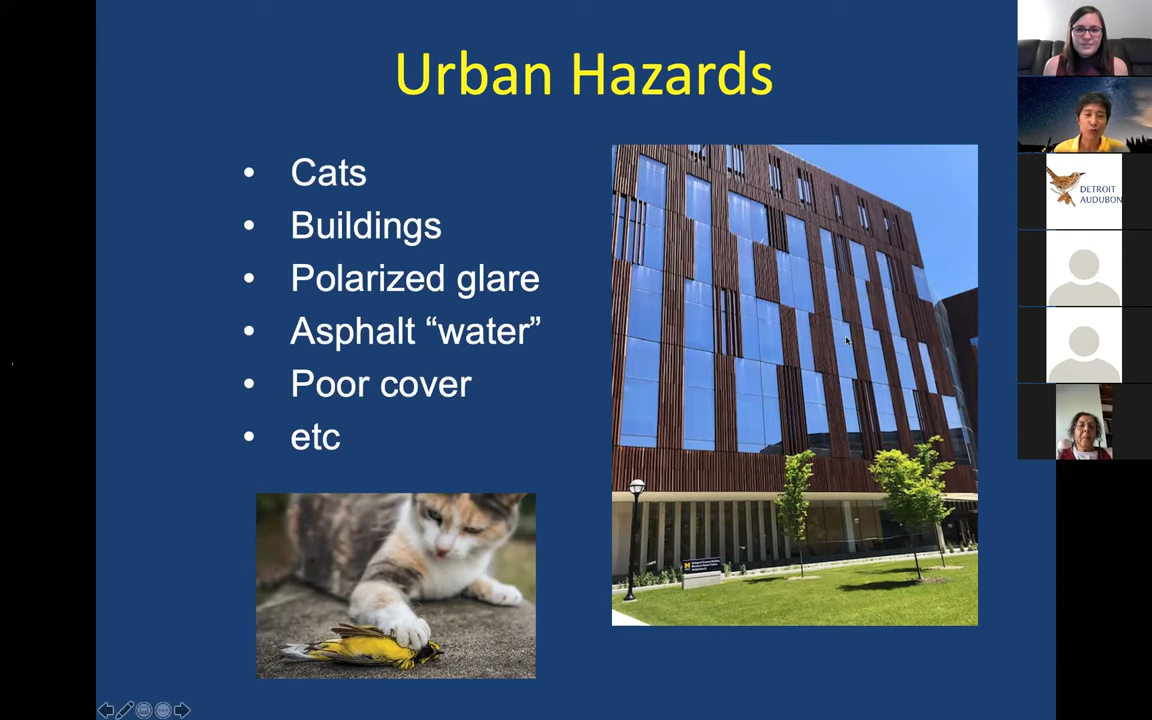 Urban Hazards
• Cats
• Buildings
• Polarized glare
• Asphalt “water”
• Poor cover
• etc
DETROIT
AUDUBON
M